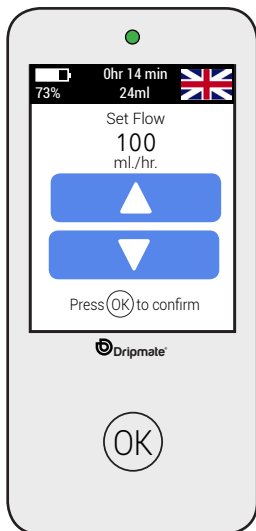 0hr 14 min
73%
24ml
Set Flow
100
ml./hr.
Press OK to confirm
Dripmate
OK